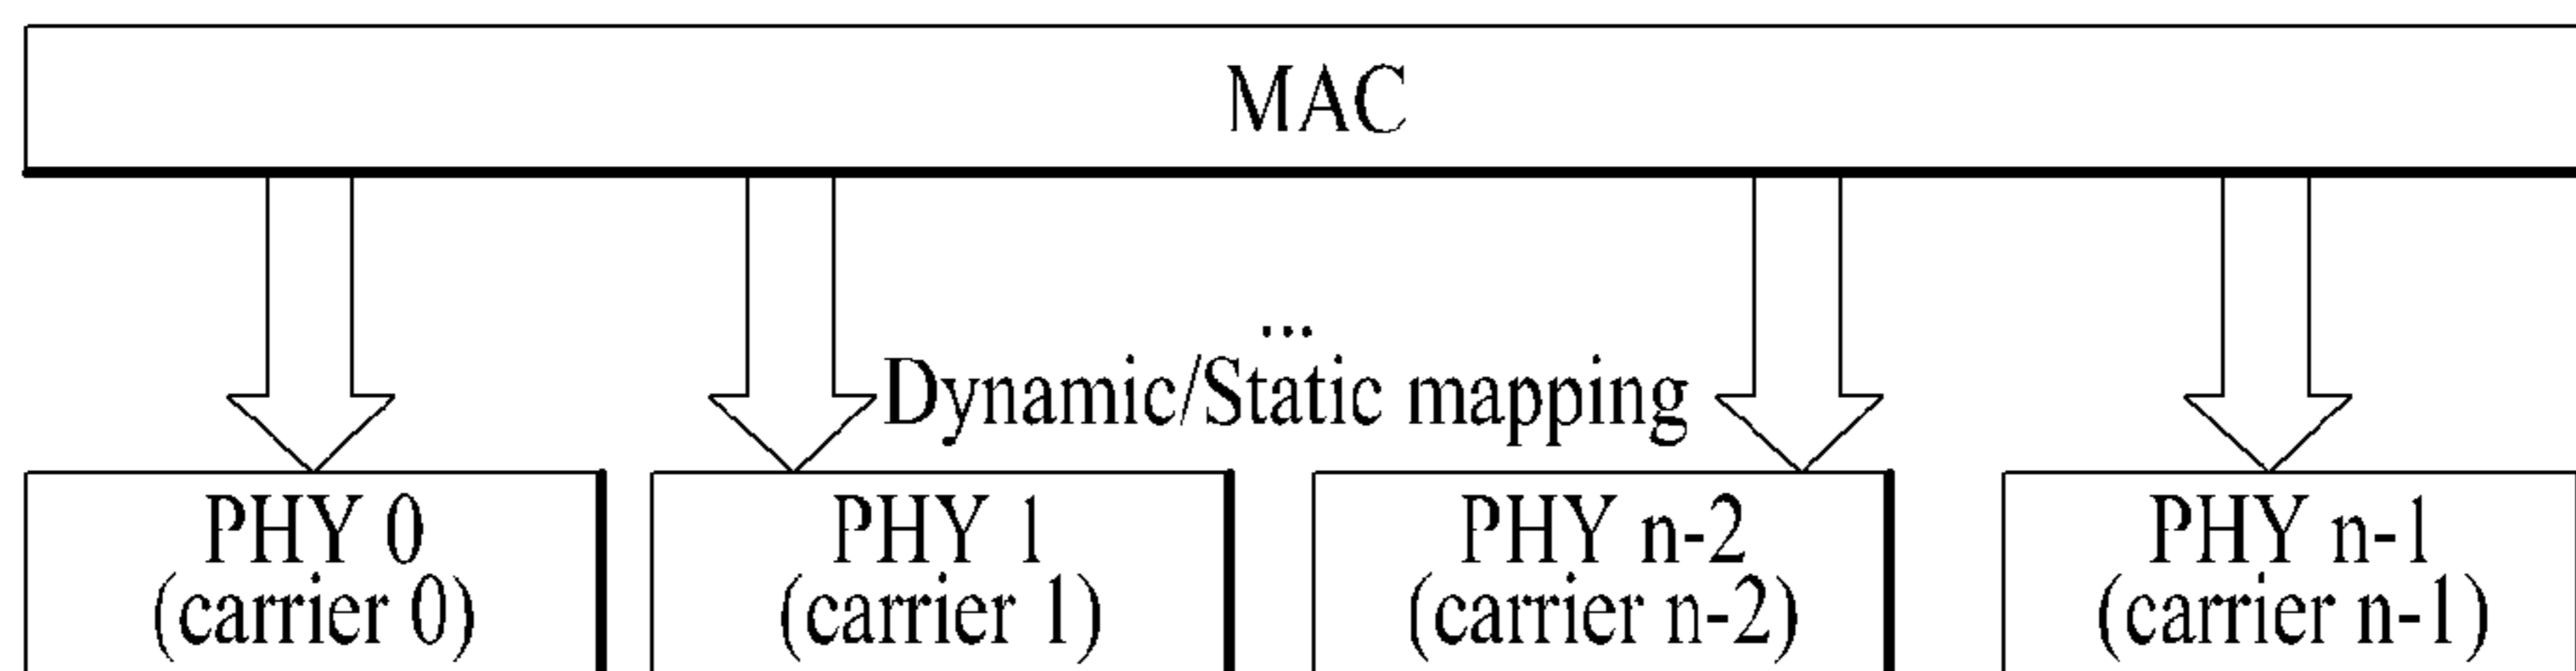 MAC
...
Dynamic/Static mapping
PHY 0
(carrier 0)
PHY 1
(carrier 1)
PHY n-2
(carrier n-2)
PHY n-1
(carrier n-1)